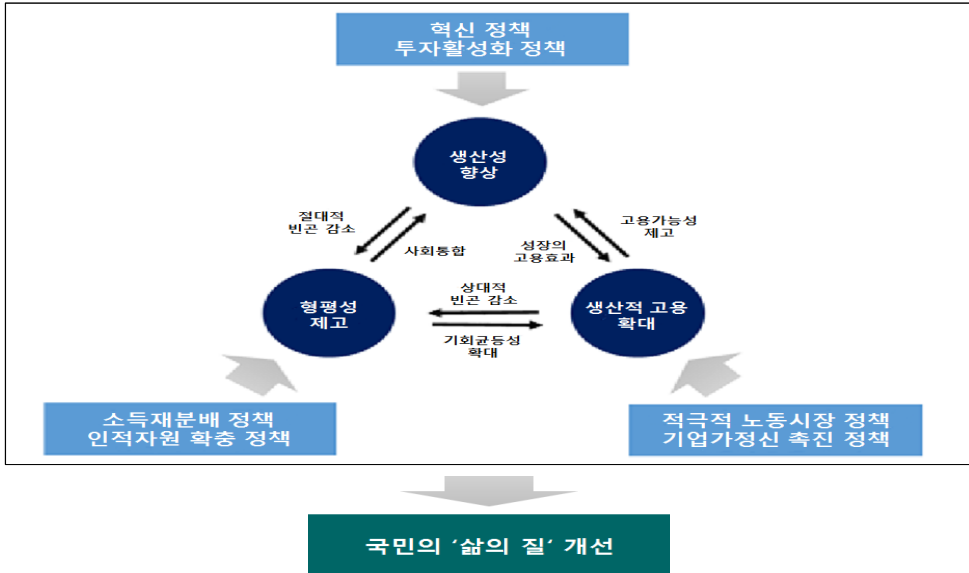 혁신 정책
투자활성화 정책
생산성
향상
절대적
빈곤 감소
사회통합
고용가능성
제고
성장의
고용효과
형평성
제고
상대적
빈곤 감소
기회균등성
확대
생산적 고용
확대
소득재분배 정책
인적자원 확충 정책
적극적 노동시장 정책
기업가정신 촉진 정책
국민의 ‘삶의 질‘ 개선